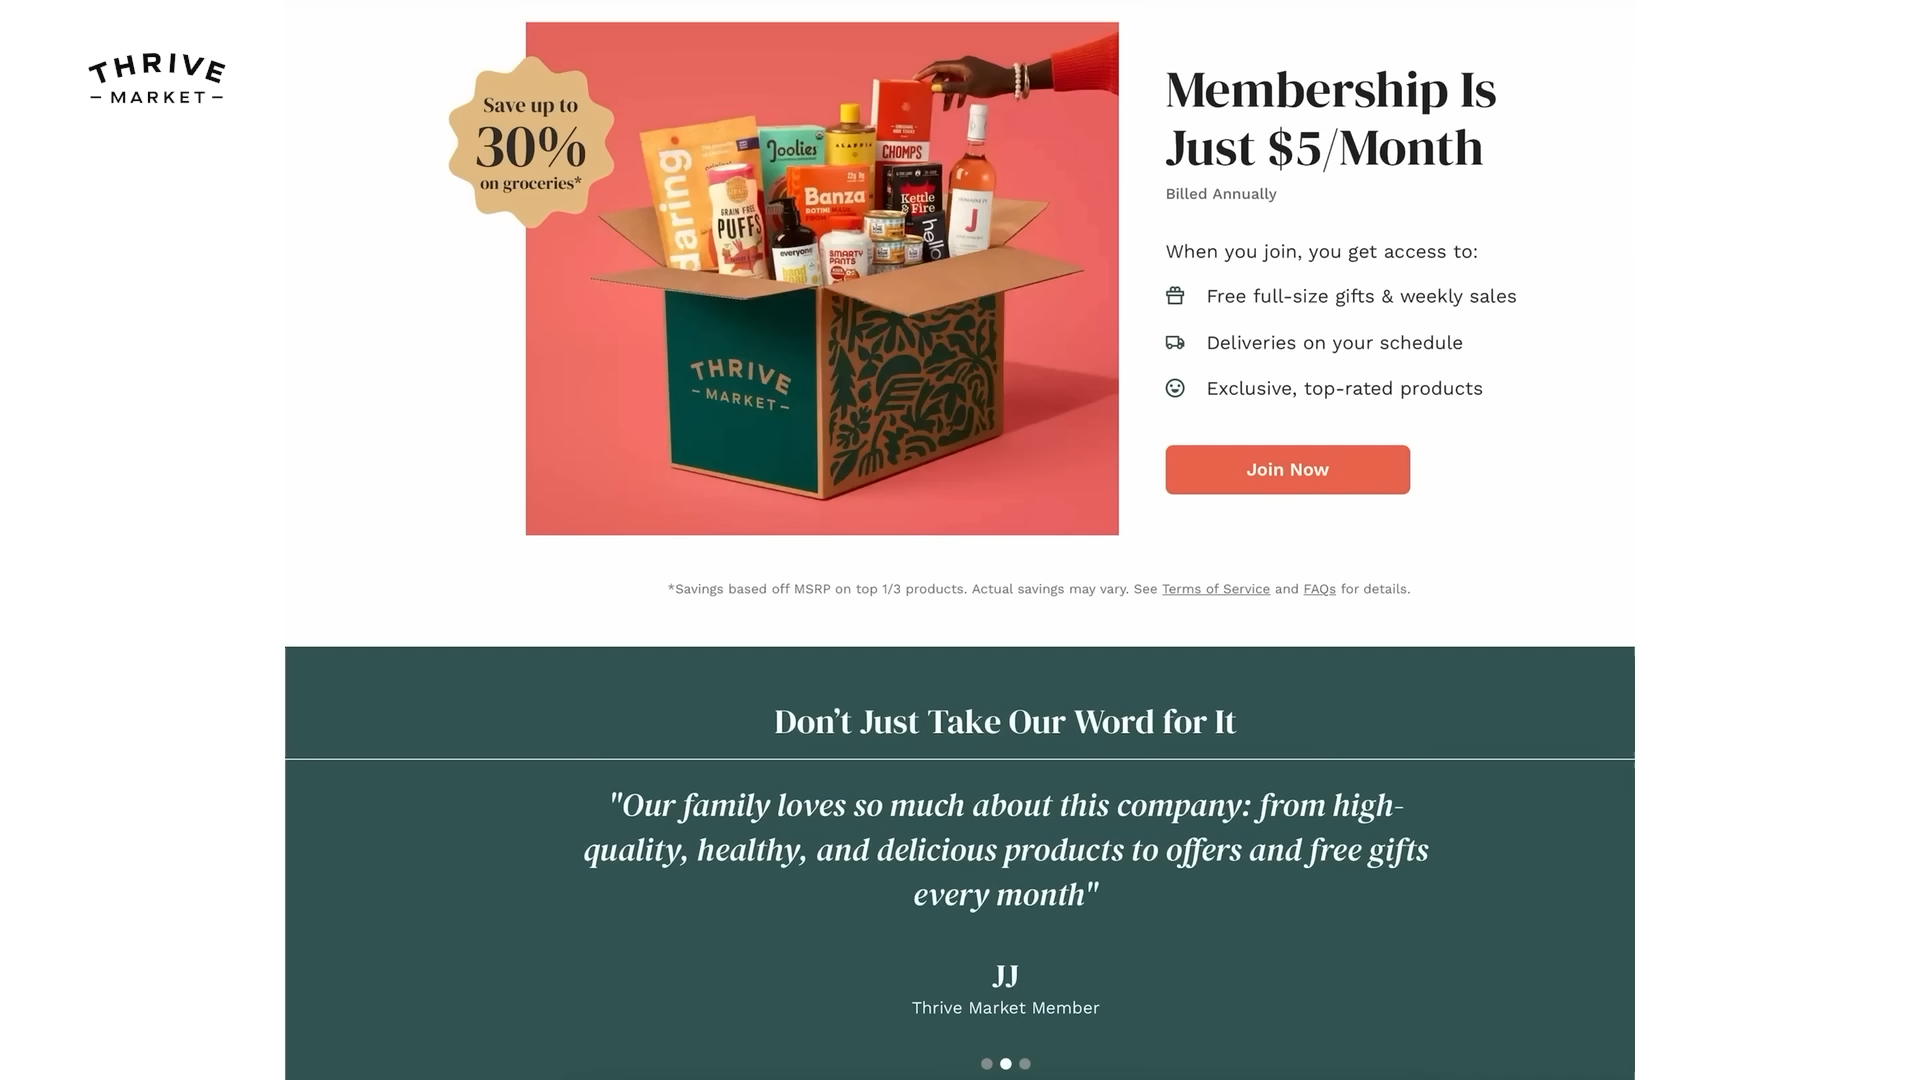 THRIVE
MARKET
Save up to
30%
on groceries*
daring.
GRAIN FREE
PUFFS
Joolies
everyone
Banza
SMARTY
PANTS
CHOMPS
Kettle
& Fire
hello
J
THRIVE
MARKET
Membership Is
Just $5/Month
Billed Annually
When you join, you get access to:
Free full-size gifts & weekly sales
Deliveries on your schedule
Exclusive, top-rated products
Join Now
*Savings based off MSRP on top 1/3 products. Actual savings may vary. See Terms of Service and FAQs for details.
Don’t Just Take Our Word for It
"Our family loves so much about this company: from high-
quality, healthy, and delicious products to offers and free gifts
every month"
JJ
Thrive Market Member